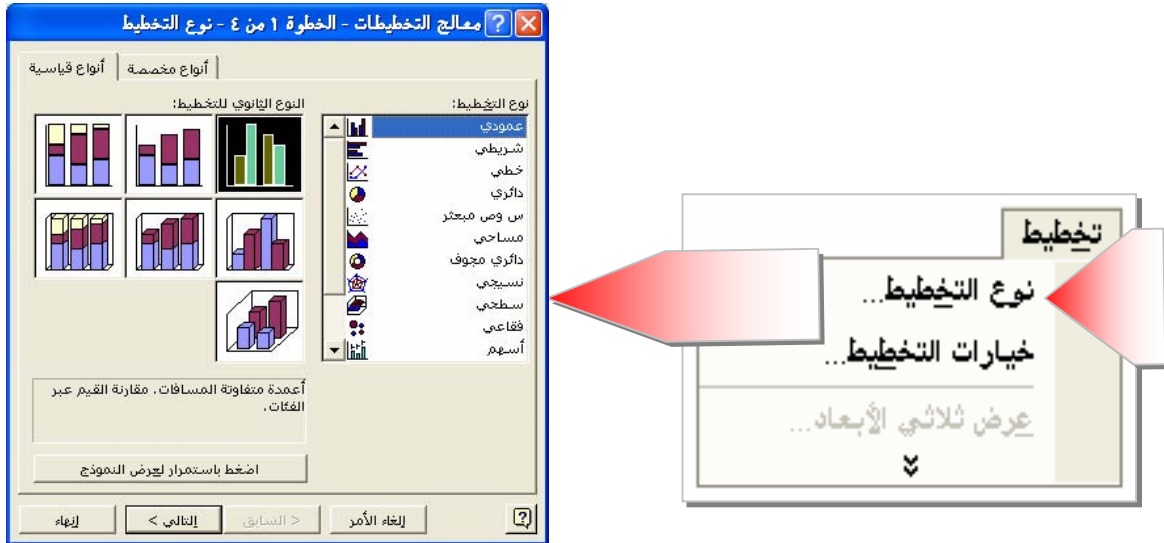 معالج التخطيطات - الخطوة ١ من ٤ - نوع التخطيط
أنواع قياسية
أنواع مخصصة
نوع التخطيط:
عمودي
شريطي
خطي
دائري
س وص مبعثر
مساحي
دائري مجوف
نسيجي
سطحي
فقاعي
أسهم
النوع الثانوي للتخطيط:
أعمدة متفاوتة المسافات. مقارنة القيم عبر
الفئات.
اضغط باستمرار لعرض النموذج
إلغاء الأمر
< السابق
التالي >
إنهاء
تخطيط
نوع التخطيط...
خيارات التخطيط...
عرض ثلاثي الأبعاد...